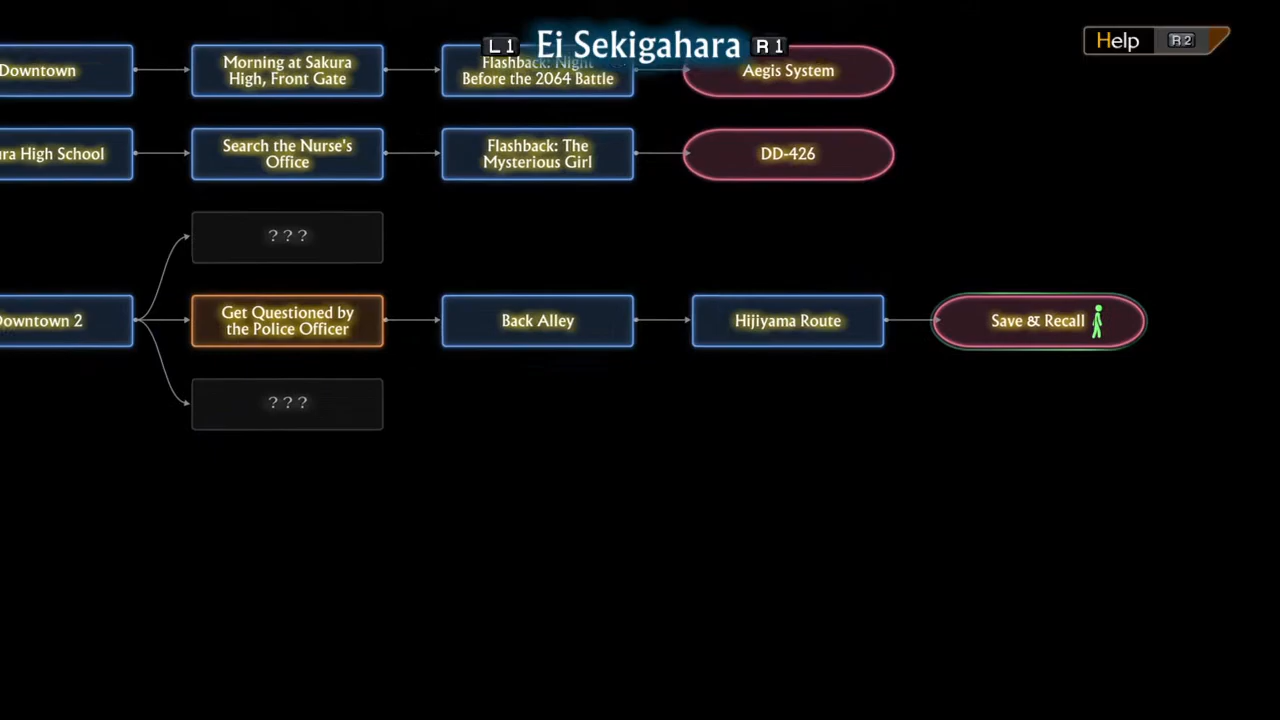 L1 Ei Sekigahara R1
Help R2
Downtown
Morning at Sakura
High, Front Gate
Flashback: Night
Before the 2064 Battle
Aegis System
ura High School
Search the Nurse's
Office
Flashback: The
Mysterious Girl
DD-426
???
Downtown 2
Get Questioned by
the Police Officer
Back Alley
Hijiyama Route
Save & Recall
???